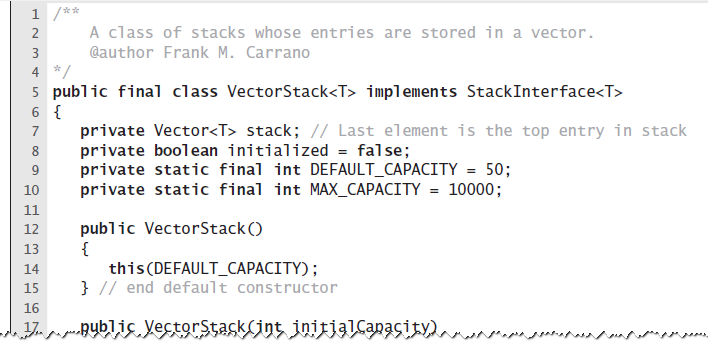 1 /**
2 A class of stacks whose entries are stored in a vector.
3 @author Frank M. Carrano
4 */
5 public final class VectorStack<T> implements StackInterface<T>
6 {
7 private Vector<T> stack; // Last element is the top entry in stack
8 private boolean initialized = false;
9 private static final int DEFAULT_CAPACITY = 50;
10 private static final int MAX_CAPACITY = 10000;
11
12 public VectorStack()
13 {
14 this(DEFAULT_CAPACITY);
15 } // end default constructor
16
17 public VectorStack(int initialCapacity)